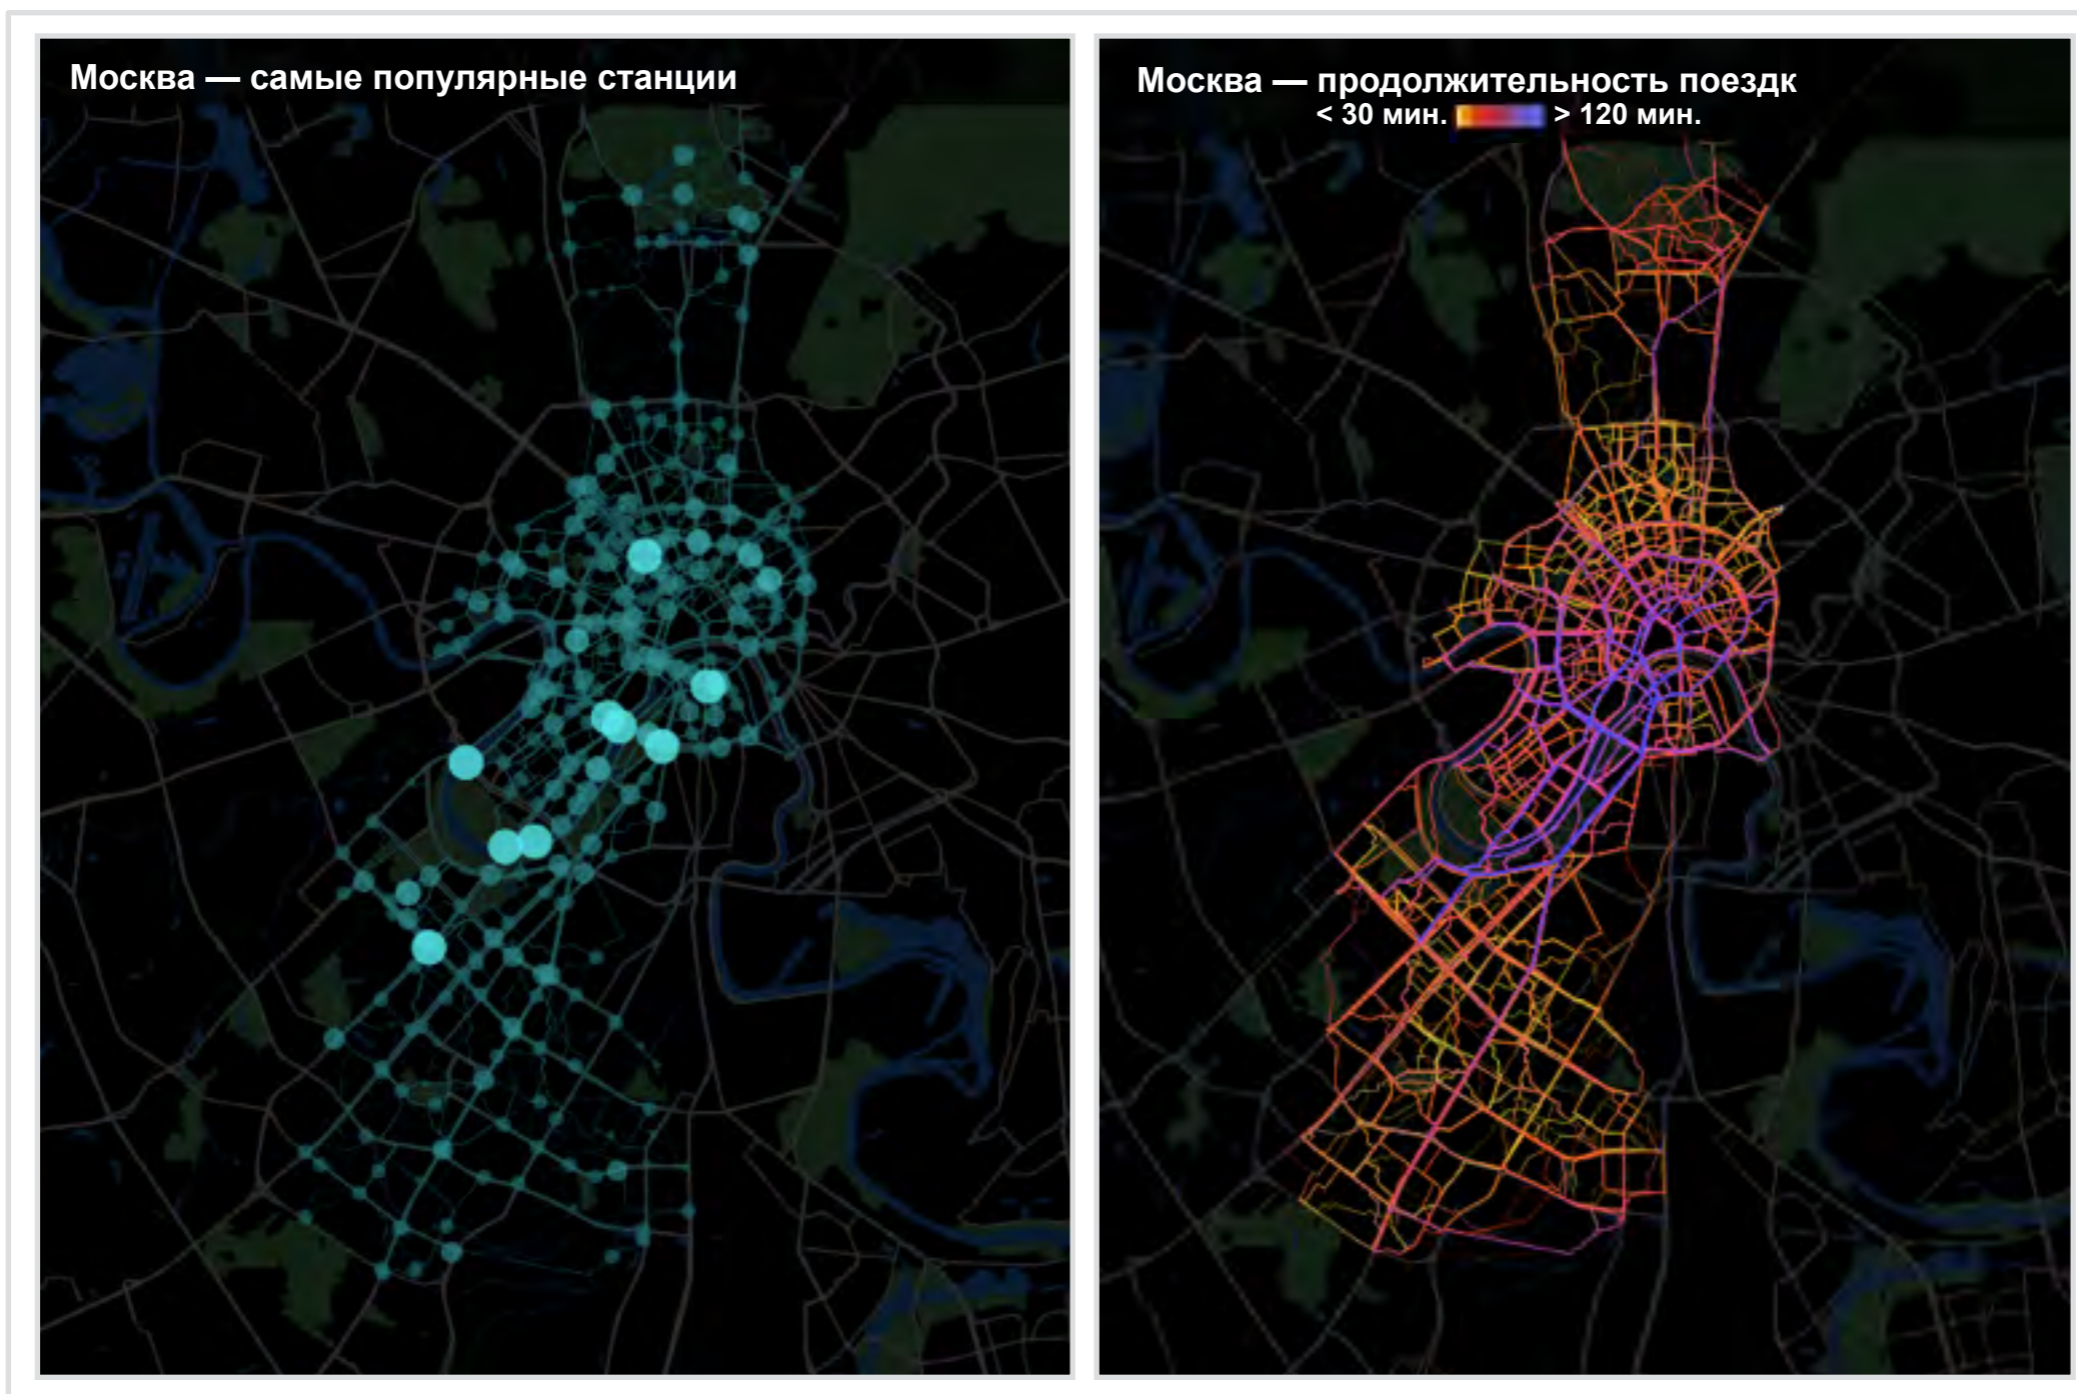 Москва — самые популярные станции
Москва — продолжительность поездк
< 30 мин. > 120 мин.